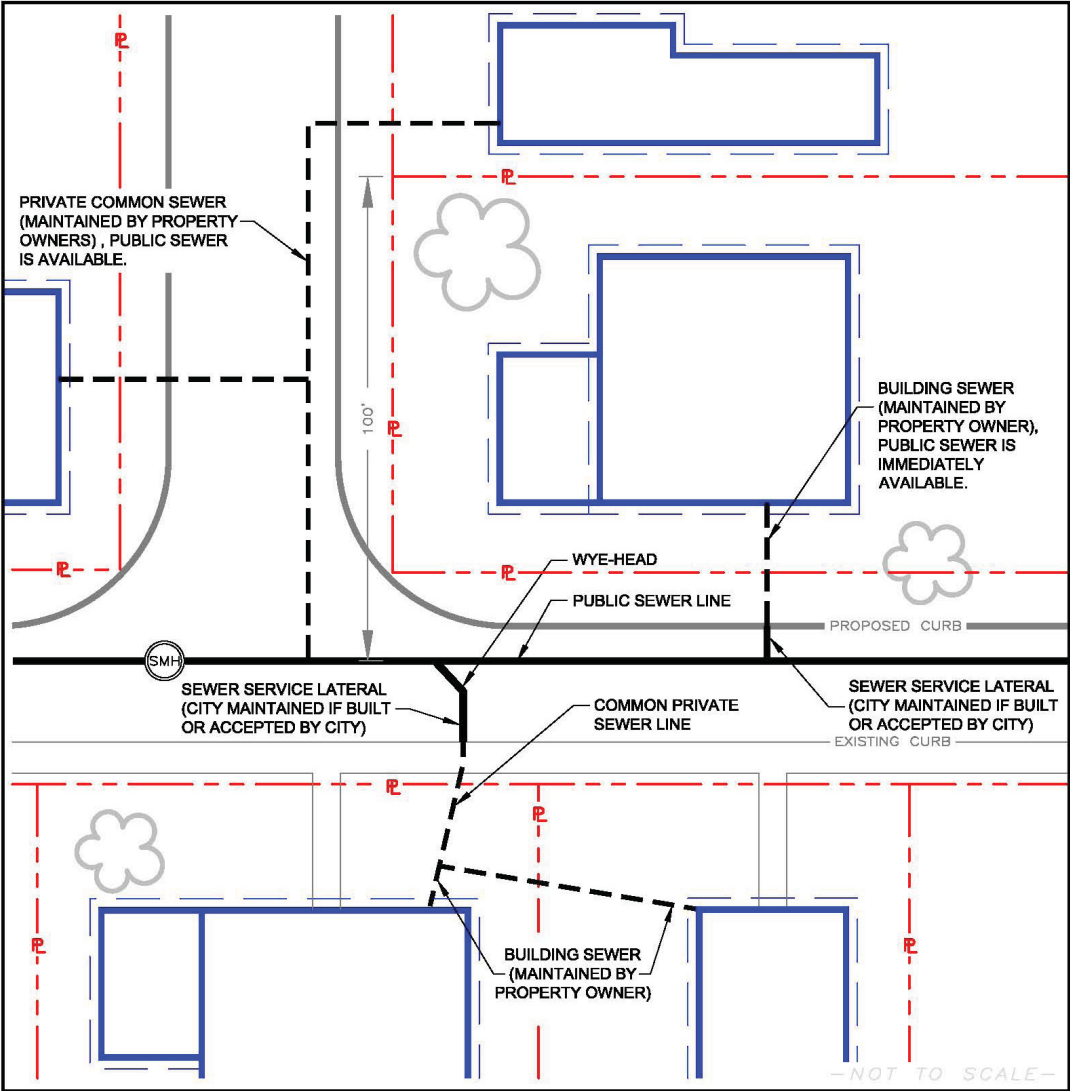 PL
PL
PRIVATE COMMON SEWER
(MAINTAINED BY PROPERTY
OWNERS) , PUBLIC SEWER
IS AVAILABLE.
100'
PL
BUILDING SEWER
(MAINTAINED BY
PROPERTY OWNER),
PUBLIC SEWER IS
IMMEDIATELY
AVAILABLE.
WYE-HEAD
PL
PL
PUBLIC SEWER LINE
PROPOSED CURB
SMH
SEWER SERVICE LATERAL
(CITY MAINTAINED IF BUILT
OR ACCEPTED BY CITY)
COMMON PRIVATE
SEWER LINE
SEWER SERVICE LATERAL
(CITY MAINTAINED IF BUILT
OR ACCEPTED BY CITY)
EXISTING CURB
PL
PL
PL
PL
BUILDING SEWER
(MAINTAINED BY
PROPERTY OWNER)
-NOT TO SCALE-